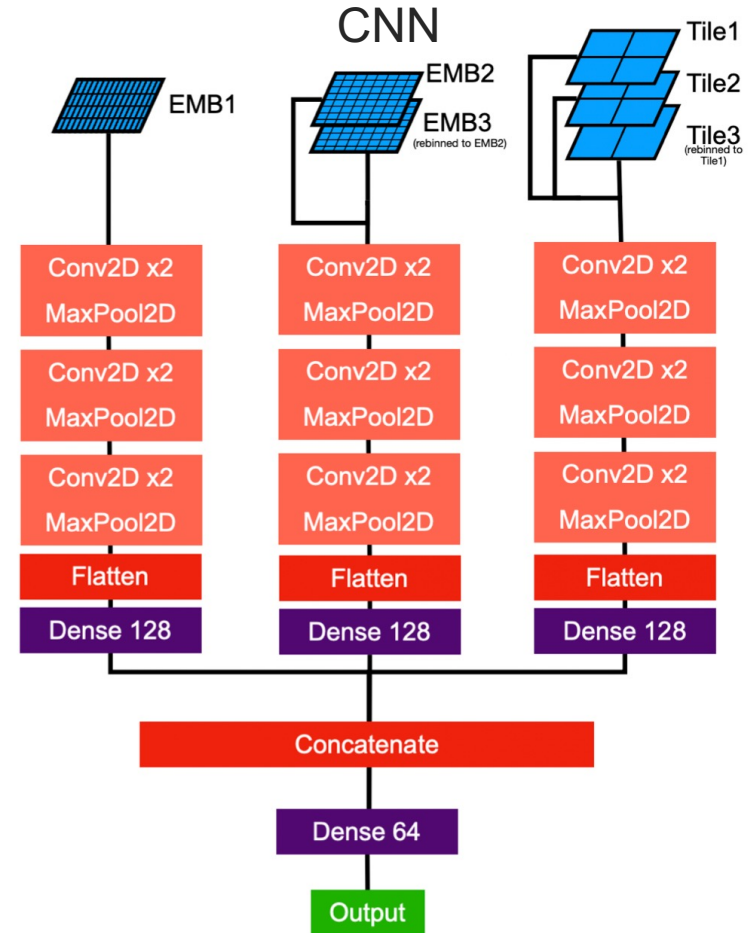 CNN
EMB1
EMB2
EMB3
(rebinned to EMB2)
Tile1
Tile2
Tile3
(rebinned to
Tile1)
Conv2D x2
MaxPool2D
Conv2D x2
MaxPool2D
Conv2D x2
MaxPool2D
Flatten
Dense 128
Conv2D x2
MaxPool2D
Conv2D x2
MaxPool2D
Conv2D x2
MaxPool2D
Flatten
Dense 128
Conv2D x2
MaxPool2D
Conv2D x2
MaxPool2D
Conv2D x2
MaxPool2D
Flatten
Dense 128
Concatenate
Dense 64
Output